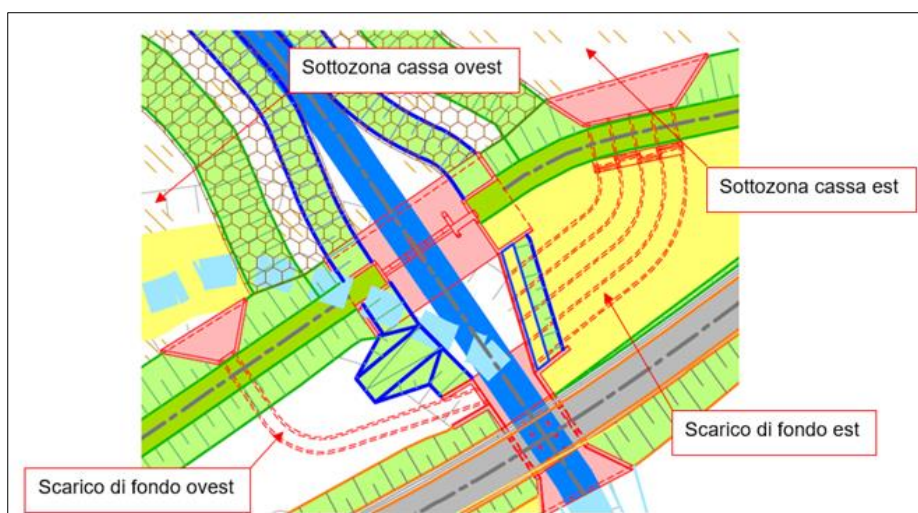 Sottozona cassa ovest
Sottozona cassa est
Scarico di fondo est
Scarico di fondo ovest